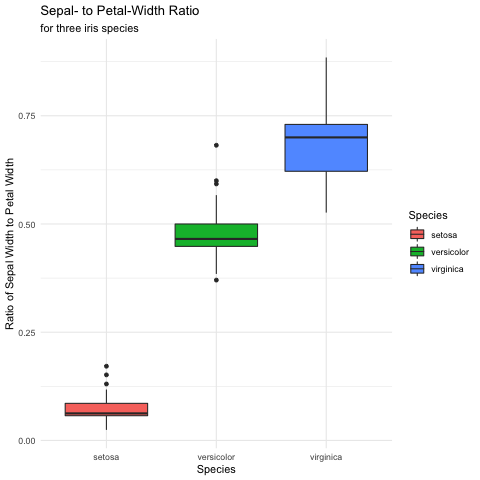 Sepal- to Petal-Width Ratio
for three iris species
Ratio of Sepal Width to Petal Width
0.75
0.50
0.25
0.00
setosa
versicolor
virginica
Species
Species
setosa
versicolor
virginica